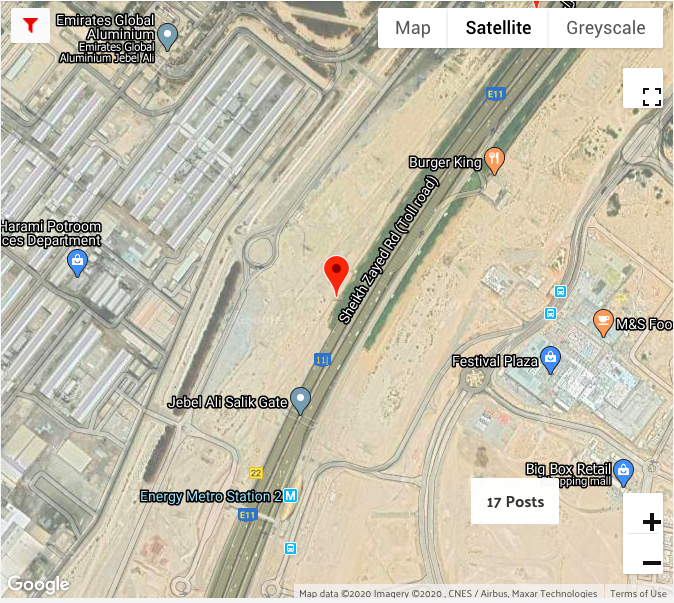 Emirates Global
Aluminium
Emirates Global
Aluminium Jebel Ali
Map
Satellite
Greyscale
E11
Burger King
Sheikh Zayed Rd (Toll road)
Harami Potroom
ces Department
M&S Foo
11
Festival Plaza
Jebel Ali Salik Gate
22
Big Box Retail
shopping mall
Energy Metro Station 2
M
17 Posts
E11
+
−
Google
Map data ©2020 Imagery ©2020 , CNES / Airbus, Maxar Technologies
Terms of Use